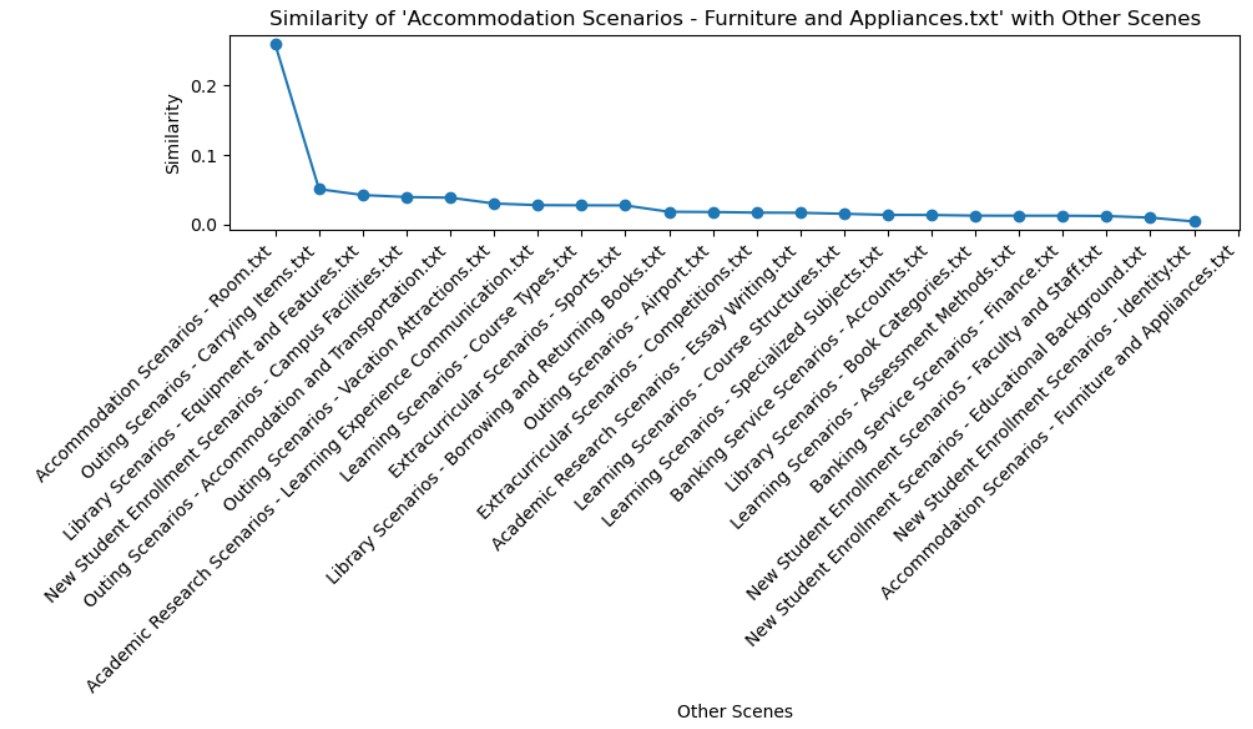 Similarity of 'Accommodation Scenarios - Furniture and Appliances.txt' with Other Scenes
Similarity
0.2
0.1
0.0
Accommodation Scenarios - Room.txt
Outing Scenarios - Carrying Items.txt
Library Scenarios - Equipment and Features.txt
New Student Enrollment Scenarios - Campus Facilities.txt
Outing Scenarios - Accommodation and Transportation.txt
Outing Scenarios - Vacation Attractions.txt
Academic Research Scenarios - Learning Experience Communication.txt
Learning Scenarios - Course Types.txt
Extracurricular Scenarios - Sports.txt
Library Scenarios - Borrowing and Returning Books.txt
Outing Scenarios - Airport.txt
Extracurricular Scenarios - Competitions.txt
Academic Research Scenarios - Essay Writing.txt
Learning Scenarios - Course Structures.txt
Learning Scenarios - Specialized Subjects.txt
Banking Service Scenarios - Accounts.txt
Library Scenarios - Book Categories.txt
Learning Scenarios - Assessment Methods.txt
Banking Service Scenarios - Finance.txt
New Student Enrollment Scenarios - Faculty and Staff.txt
New Student Enrollment Scenarios - Educational Background.txt
New Student Enrollment Scenarios - Identity.txt
Accommodation Scenarios - Furniture and Appliances.txt
Other Scenes